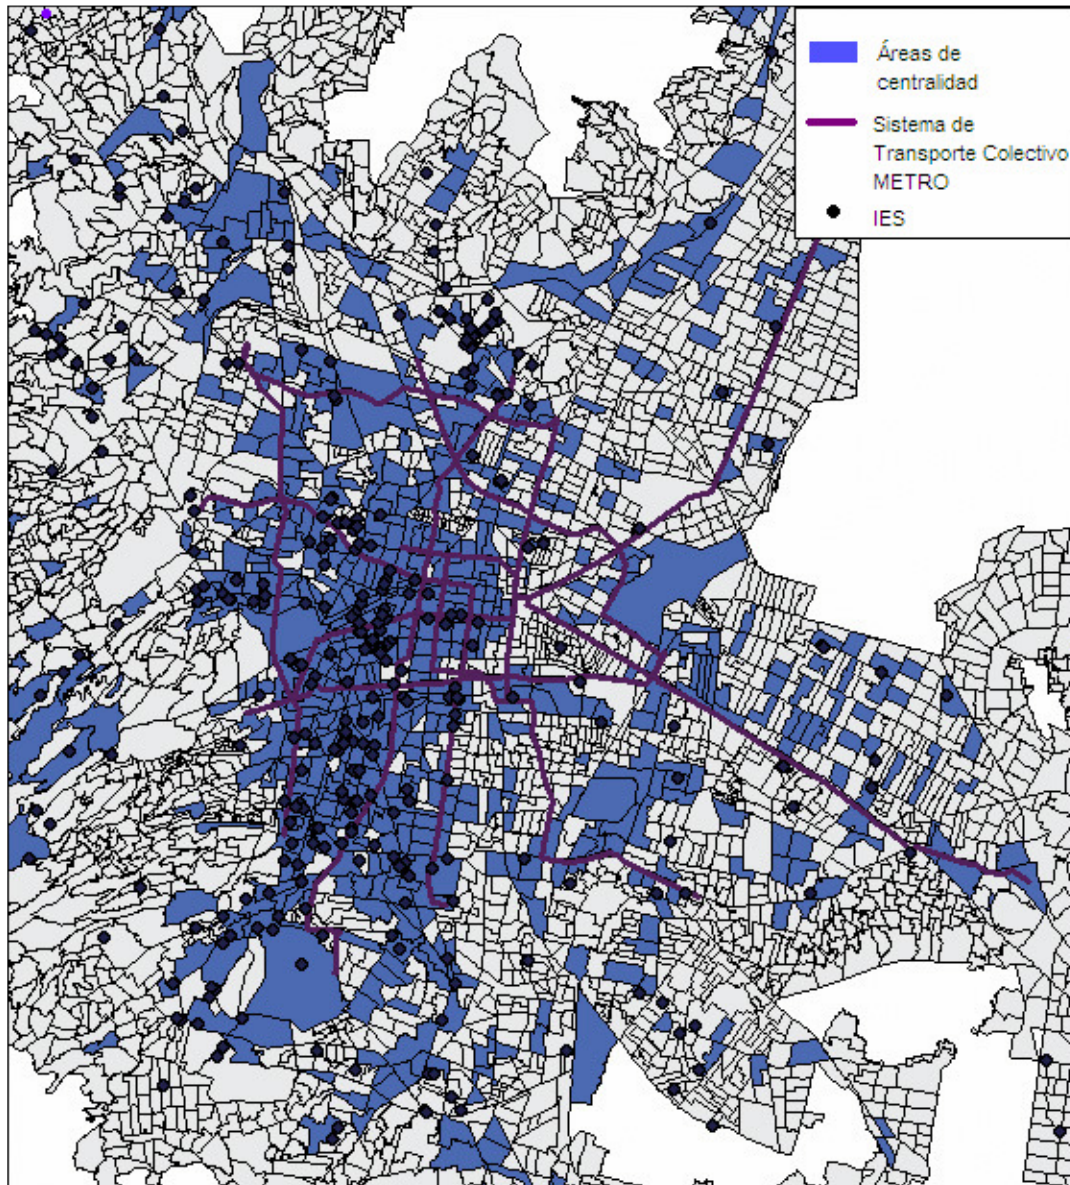 Áreas de
centralidad
Sistema de
Transporte Colectivo
METRO
IES